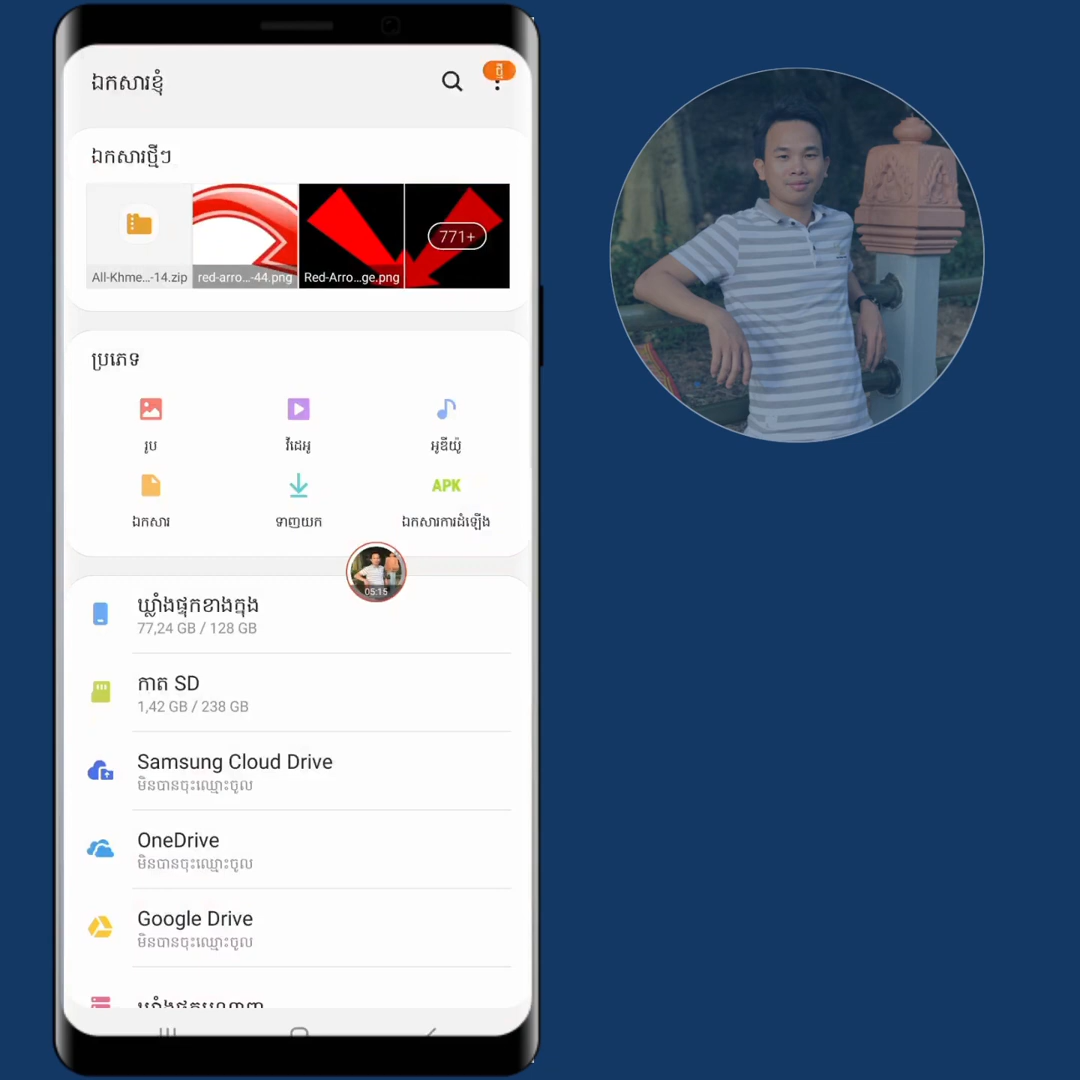 ឯកសារខ្ញុំ
ថ្មី
ឯកសារថ្មីៗ
771+
All-Khme...-14.zip
red-arro...-44.png
Red-Arro...ge.png
ប្រភេទ
រូប
វីដេអូ
អូឌីយ៉ូ
APK
ឯកសារ
ទាញយក
ឯកសារការដំឡើង
05:15
ឃ្លាំងផ្ទុកខាងក្នុង
77,24 GB / 128 GB
កាត SD
1,42 GB / 238 GB
Samsung Cloud Drive
មិនបានចុះឈ្មោះចូល
OneDrive
មិនបានចុះឈ្មោះចូល
Google Drive
មិនបានចុះឈ្មោះចូល